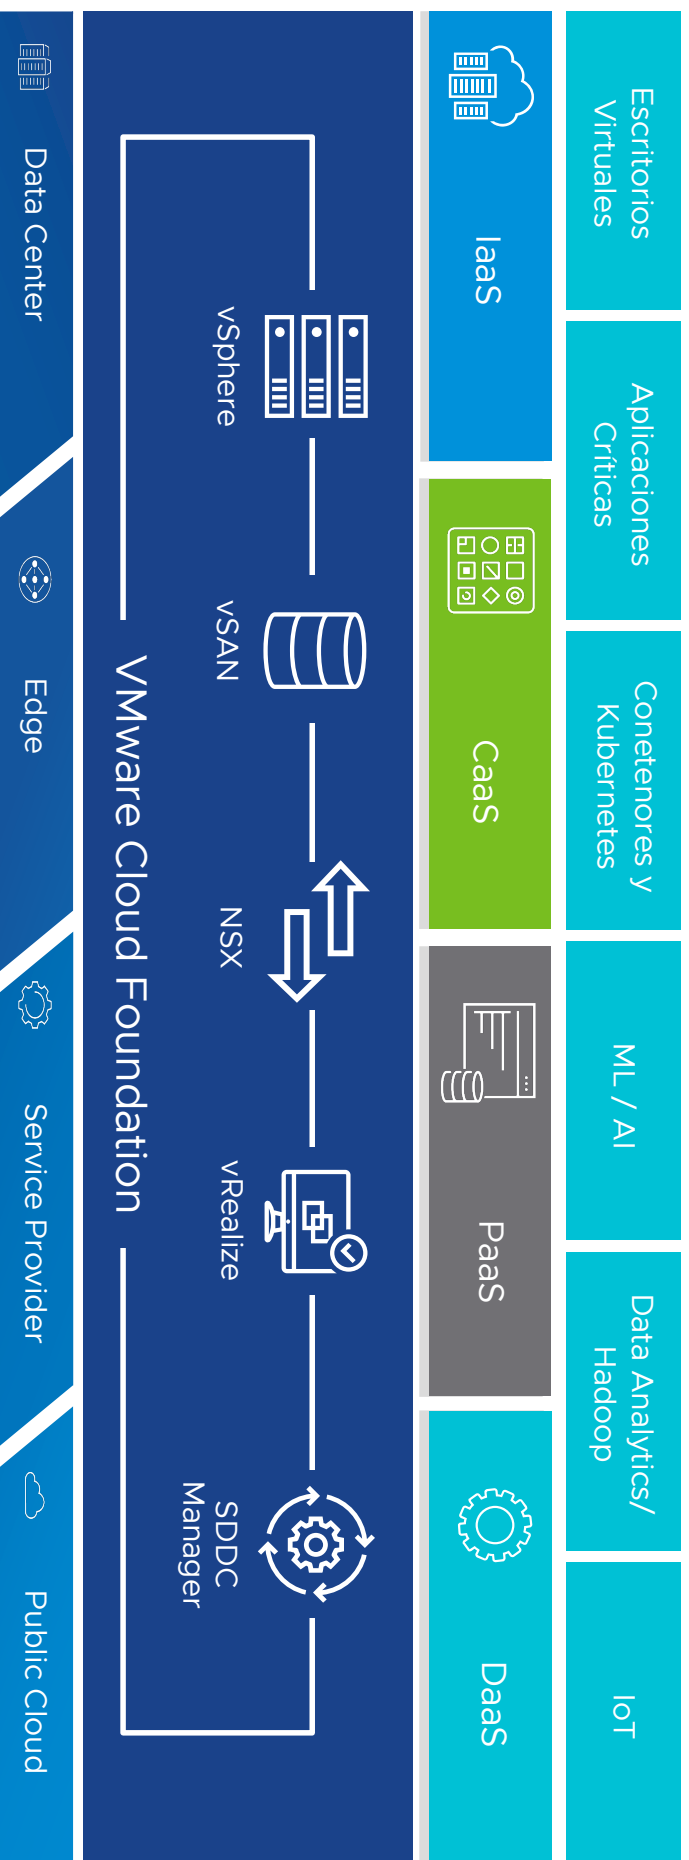 Escritorios
Virtuales
Aplicaciones
Críticas
Conetenores y
Kubernetes
ML / AI
Data Analytics/
Hadoop
IoT
IaaS
CaaS
PaaS
DaaS
vSphere
vSAN
NSX
vRealize
SDDC
Manager
VMware Cloud Foundation
Data Center
Edge
Service Provider
Public Cloud